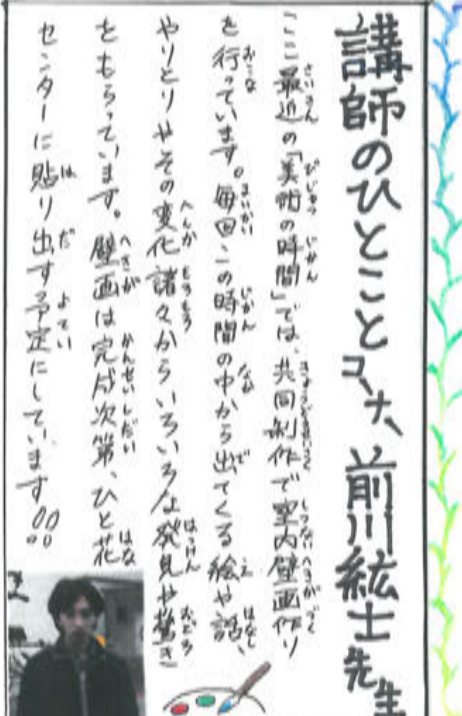 講師のひとことコーナー 前川紘士先生
「ここ最近の「美術の時間」では、共同制作で室内壁画作り
を行っています。毎回この時間の中から出てくる絵や話、
やりとりやその変化諸々からいろいろな発見や驚き
をもらっています。壁画は完成次第、ひと花
センターに貼り出す予定にしています!!